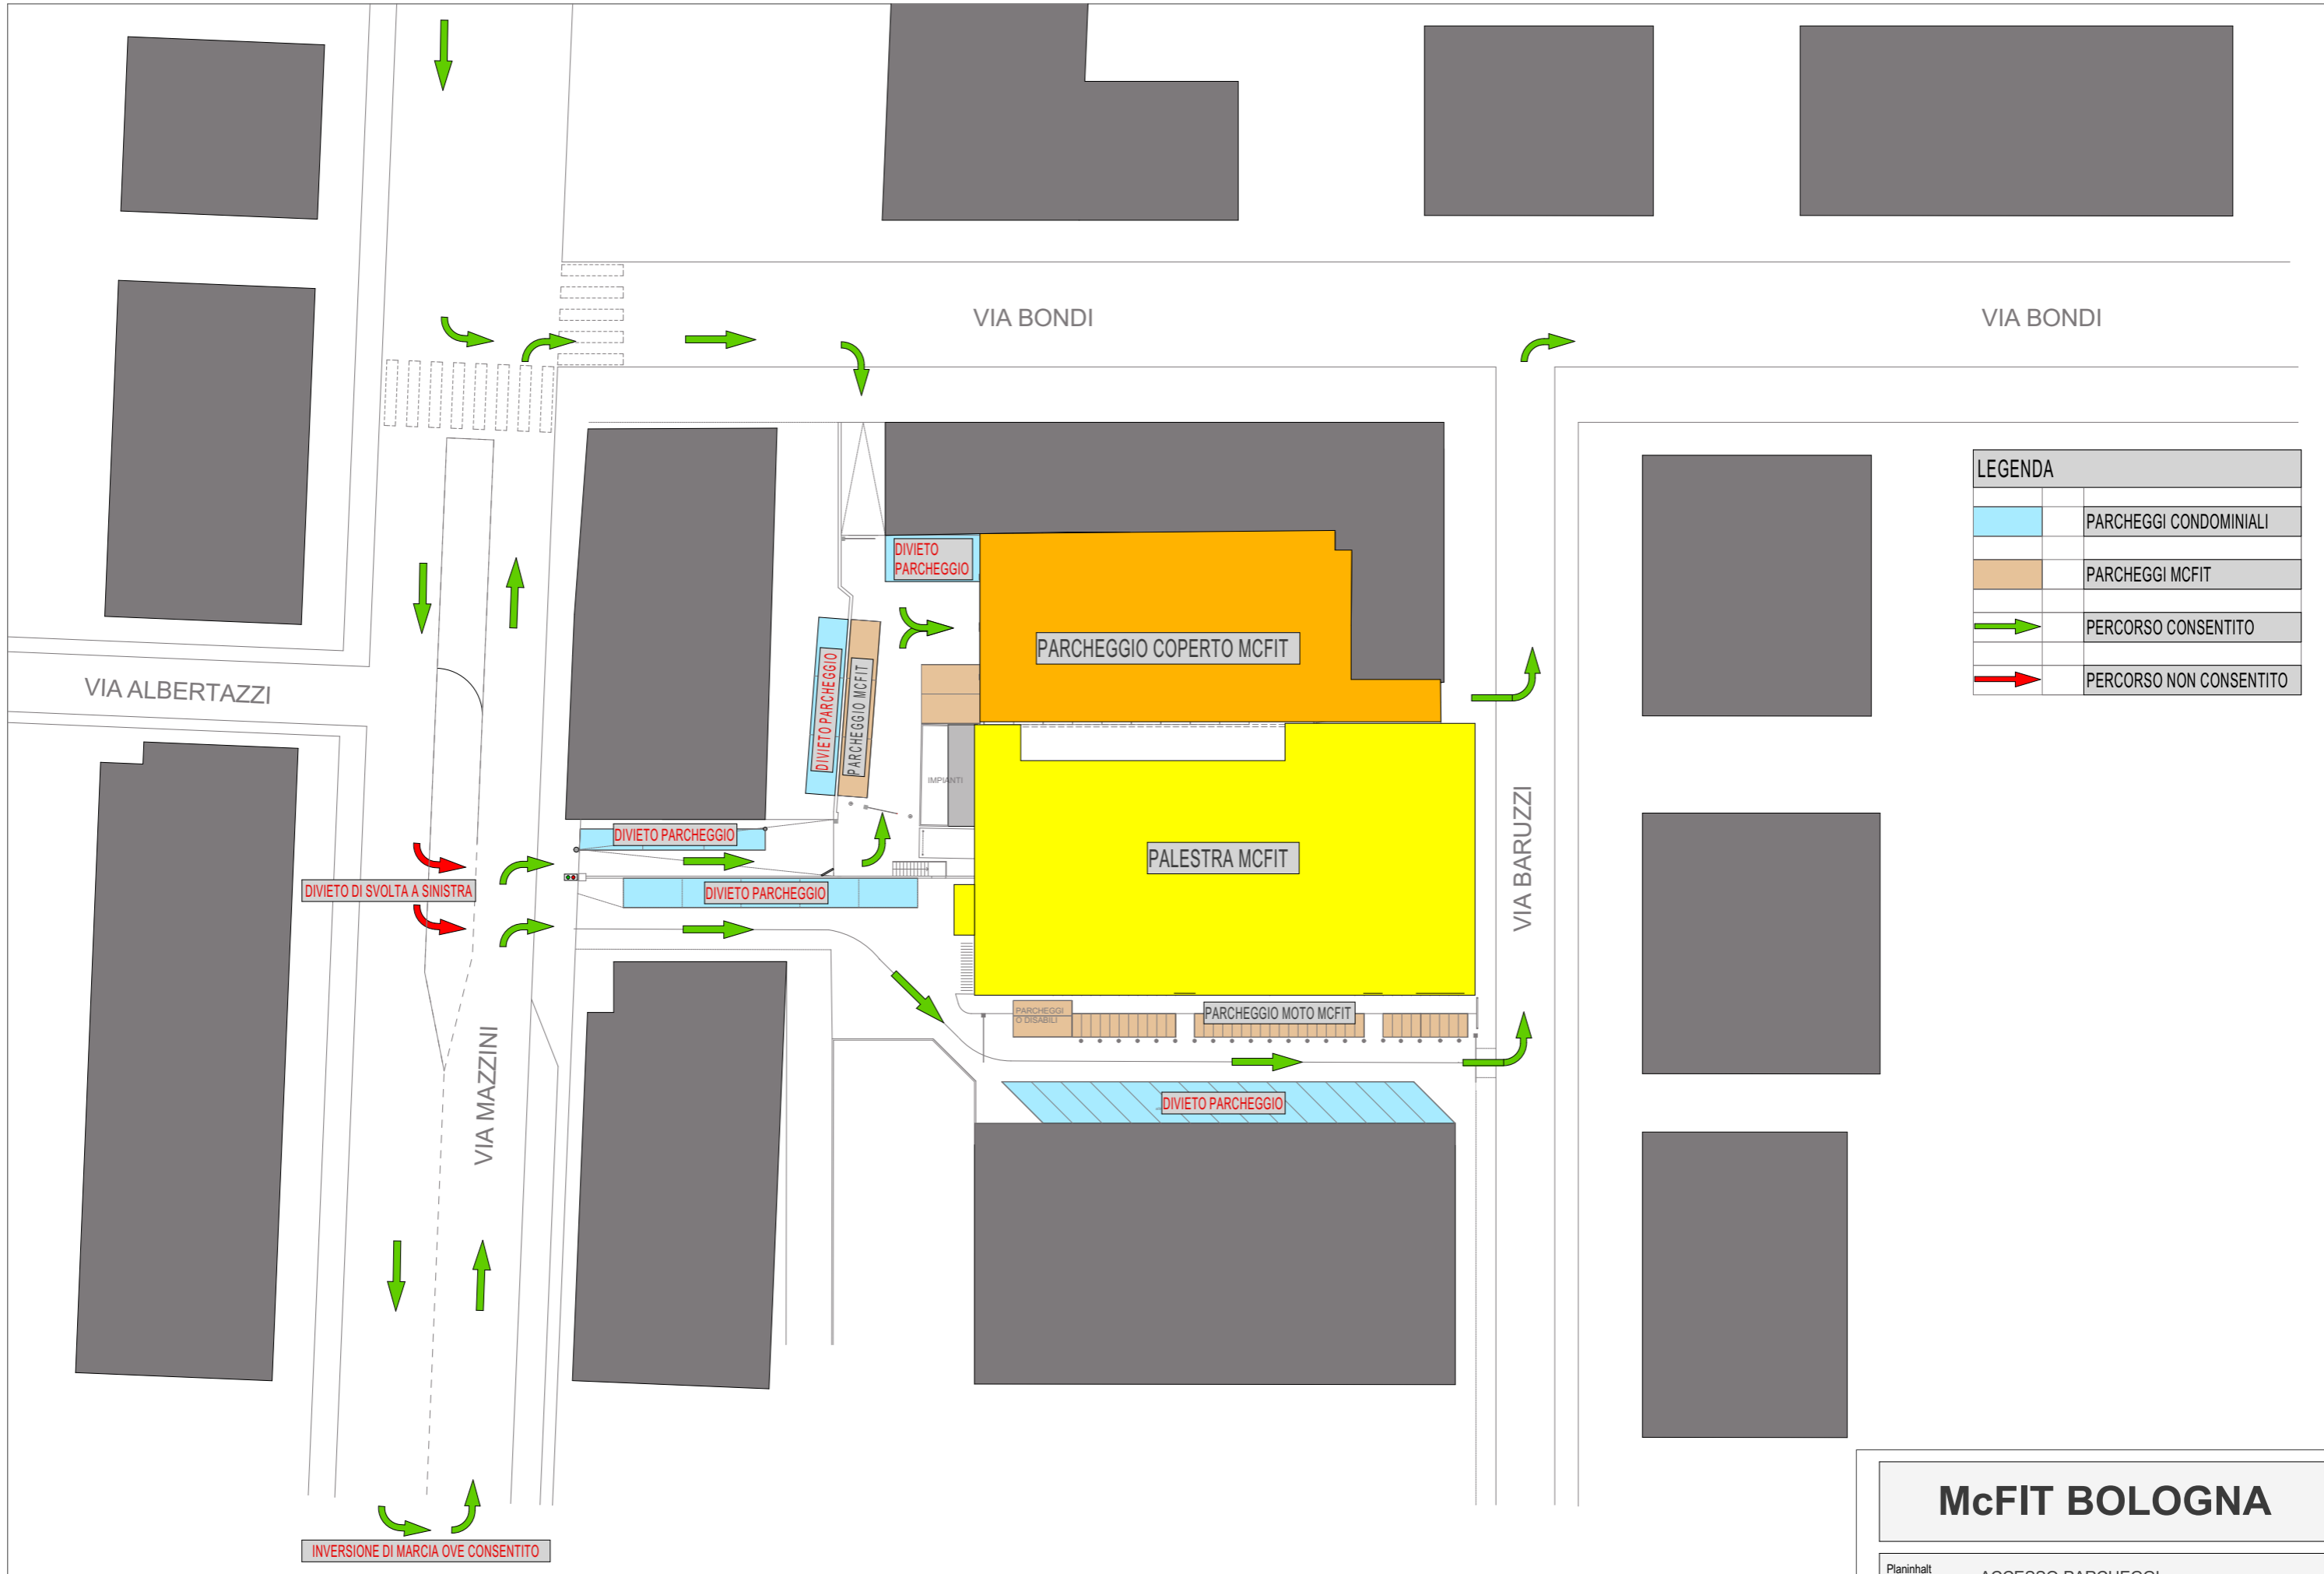 VIA BONDI
VIA BONDI
LEGENDA
PARCHEGGI CONDOMINIALI
PARCHEGGI MCFIT
PERCORSO CONSENTITO
PERCORSO NON CONSENTITO
DIVIETO
PARCHEGGIO
PARCHEGGIO COPERTO MCFIT
DIVIETO PARCHEGGIO
PARCHEGGIO MCFIT
VIA ALBERTAZZI
IMPIANTI
DIVIETO PARCHEGGIO
PALESTRA MCFIT
VIA BARUZZI
DIVIETO DI SVOLTA A SINISTRA
DIVIETO PARCHEGGIO
PARCHEGGI
O DISABILI
PARCHEGGIO MOTO MCFIT
VIA MAZZINI
DIVIETO PARCHEGGIO
McFIT BOLOGNA
INVERSIONE DI MARCIA OVE CONSENTITO
Planinhalt
ACCESSO PARCHEGGI